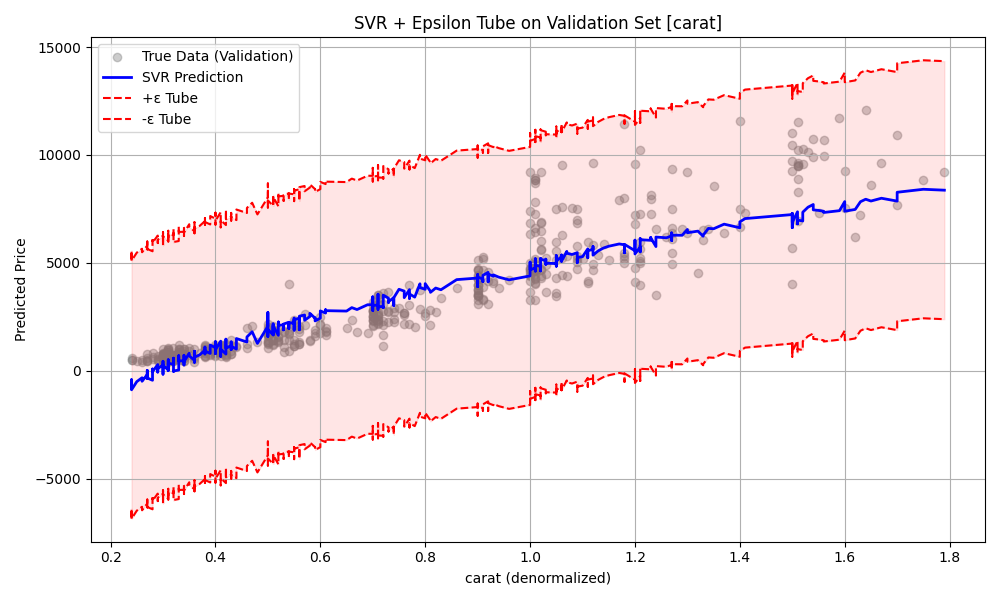 SVR + Epsilon Tube on Validation Set [carat]
True Data (Validation)
SVR Prediction
+ε Tube
-ε Tube
15000
10000
5000
0
−5000
Predicted Price
0.2 0.4 0.6 0.8 1.0 1.2 1.4 1.6 1.8
carat (denormalized)